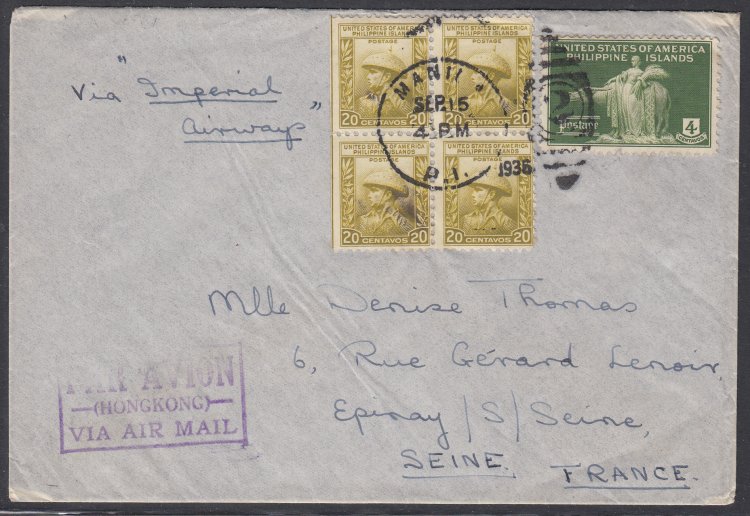 UNITED STATES OF AMERICA
PHILIPPINE ISLANDS
POSTAGE
20 CENTAVOS 20
UNITED STATES OF AMERICA
PHILIPPINE ISLANDS
POSTAGE
20 CENTAVOS 20
UNITED STATES OF AMERICA
PHILIPPINE ISLANDS
Postage
4
CENTAVOS
MANILA
SEP. 15
4 P.M.
P. I.
1936
UNITED STATES OF AMERICA
PHILIPPINE ISLANDS
POSTAGE
20 CENTAVOS 20
UNITED STATES OF AMERICA
PHILIPPINE ISLANDS
POSTAGE
20 CENTAVOS 20
Via "Imperial
Airways"
Mlle Denise Thomas
6, Rue Gérard Lenoir,
Epinay/S/Seine,
SEINE. FRANCE.
PAR AVION
(HONGKONG)
VIA AIR MAIL